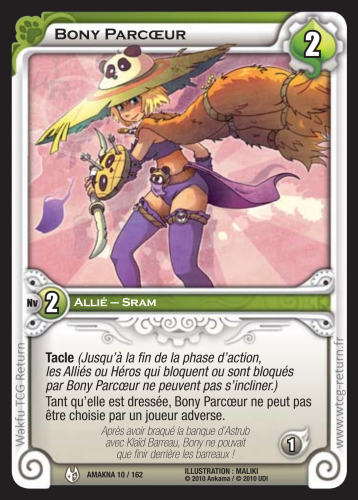 Bony Parcœur
2
Nv 2 Allié – Sram
Tacle (Jusqu'à la fin de la phase d'action,
les Alliés ou Héros qui bloquent ou sont bloqués
par Bony Parcœur ne peuvent pas s'incliner.)
Tant qu'elle est dressée, Bony Parcœur ne peut pas
être choisie par un joueur adverse.
Après avoir braqué la banque d'Astrub
avec Klaïd Barreau, Bony ne pouvait
que finir derrière les barreaux !
1
AMAKNA 10 / 162
ILLUSTRATION : MALIKI
© 2010 Ankama / © 2010 UDI
Wakfu TCG Return
www.wtcg-return.fr